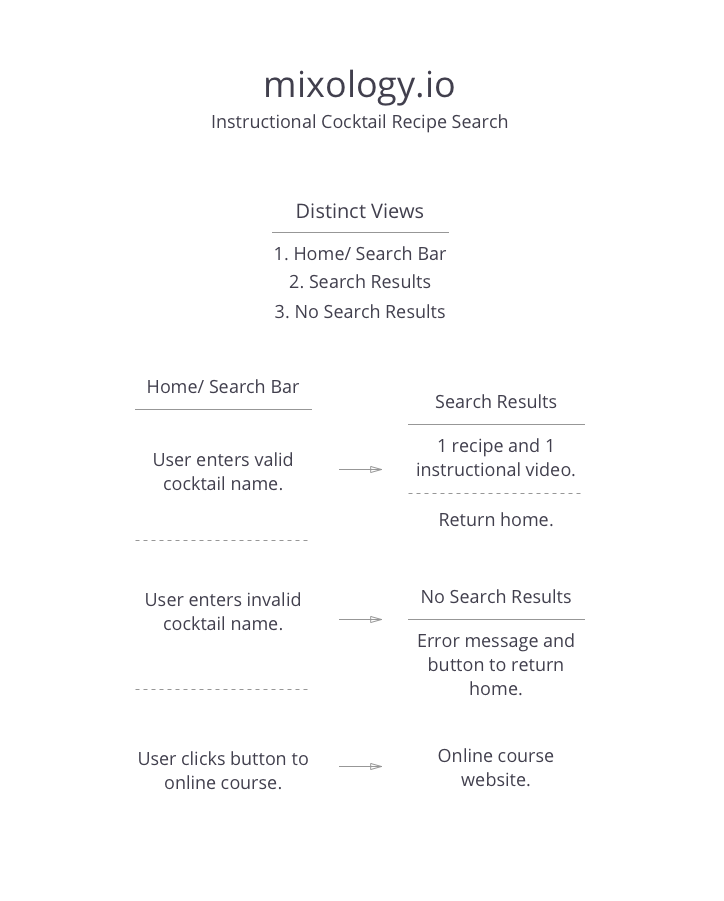 mixology.io
Instructional Cocktail Recipe Search
Distinct Views
1. Home/ Search Bar
2. Search Results
3. No Search Results
Home/ Search Bar
User enters valid
cocktail name.
Search Results
1 recipe and 1
instructional video.
Return home.
User enters invalid
cocktail name.
No Search Results
Error message and
button to return
home.
User clicks button to
online course.
Online course
website.